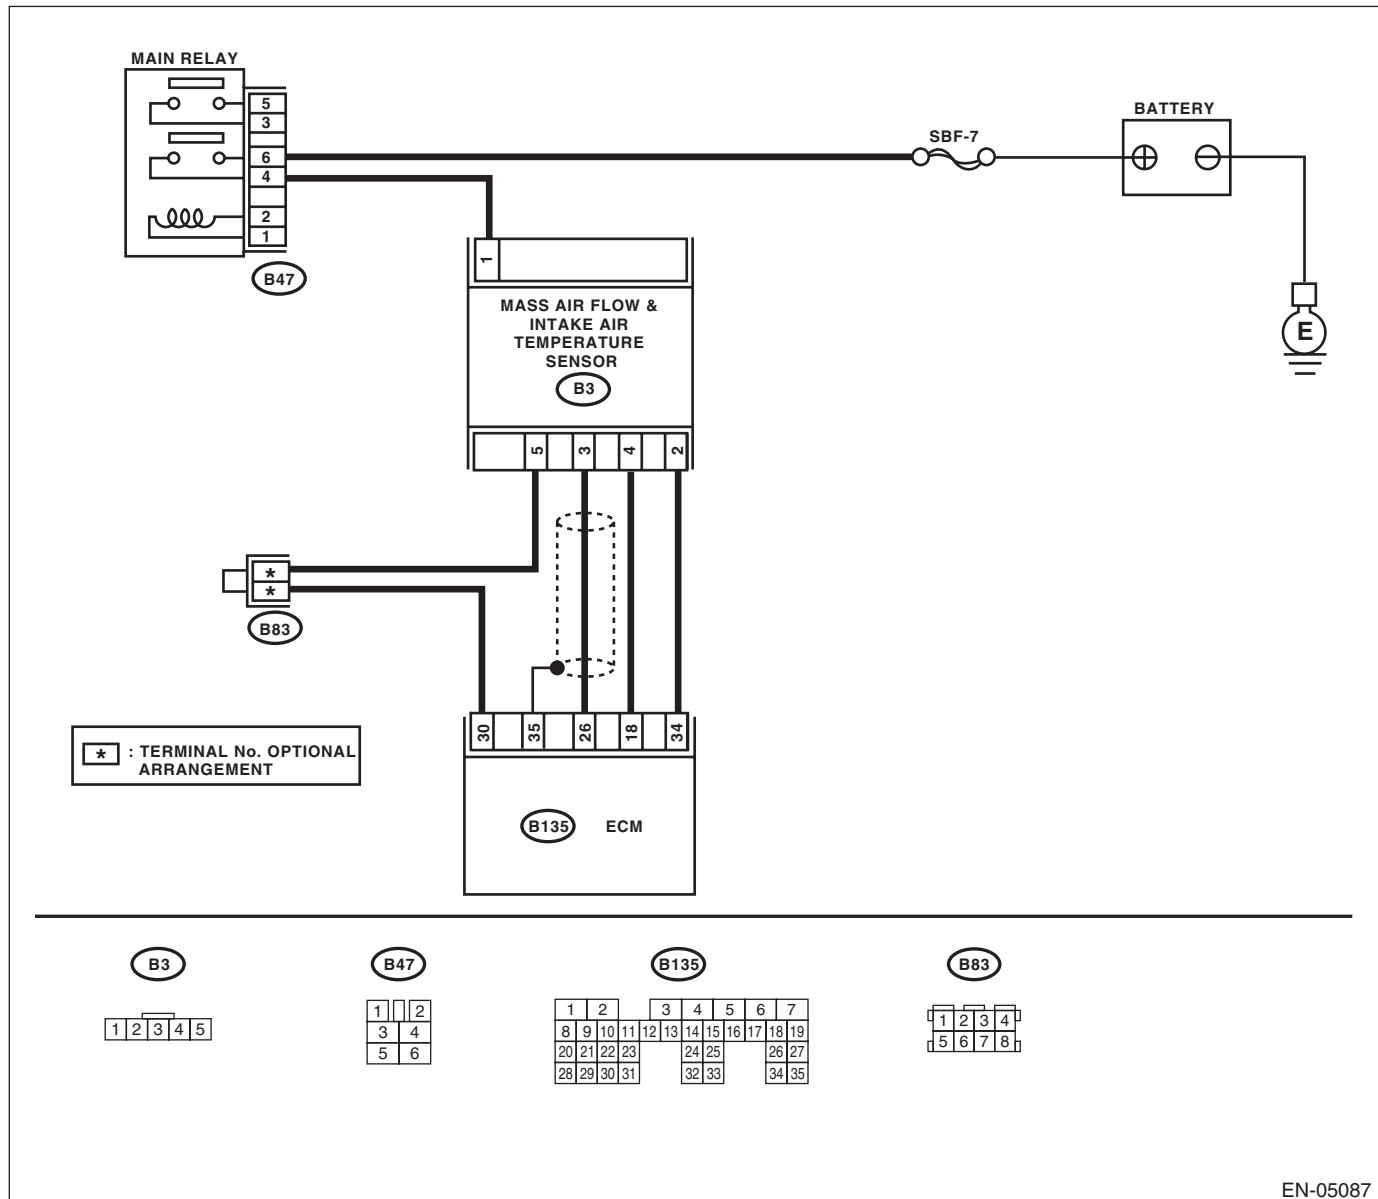 MAIN RELAY
5
3
6
4
2
1
B47
SBF-7
BATTERY
E
1
MASS AIR FLOW &
INTAKE AIR
TEMPERATURE
SENSOR
B3
5 3 4 2
*
*
B83
30 35 26 18 34
* : TERMINAL No. OPTIONAL
ARRANGEMENT
B135 ECM
B3 B47 B135 B83
1 2 3 4 5
1 2
3 4
5 6
1 2 3 4 5 6 7
8 9 10 11 12 13 14 15 16 17 18 19
20 21 22 23 24 25 26 27
28 29 30 31 32 33 34 35
1 2 3 4
5 6 7 8
EN-05087